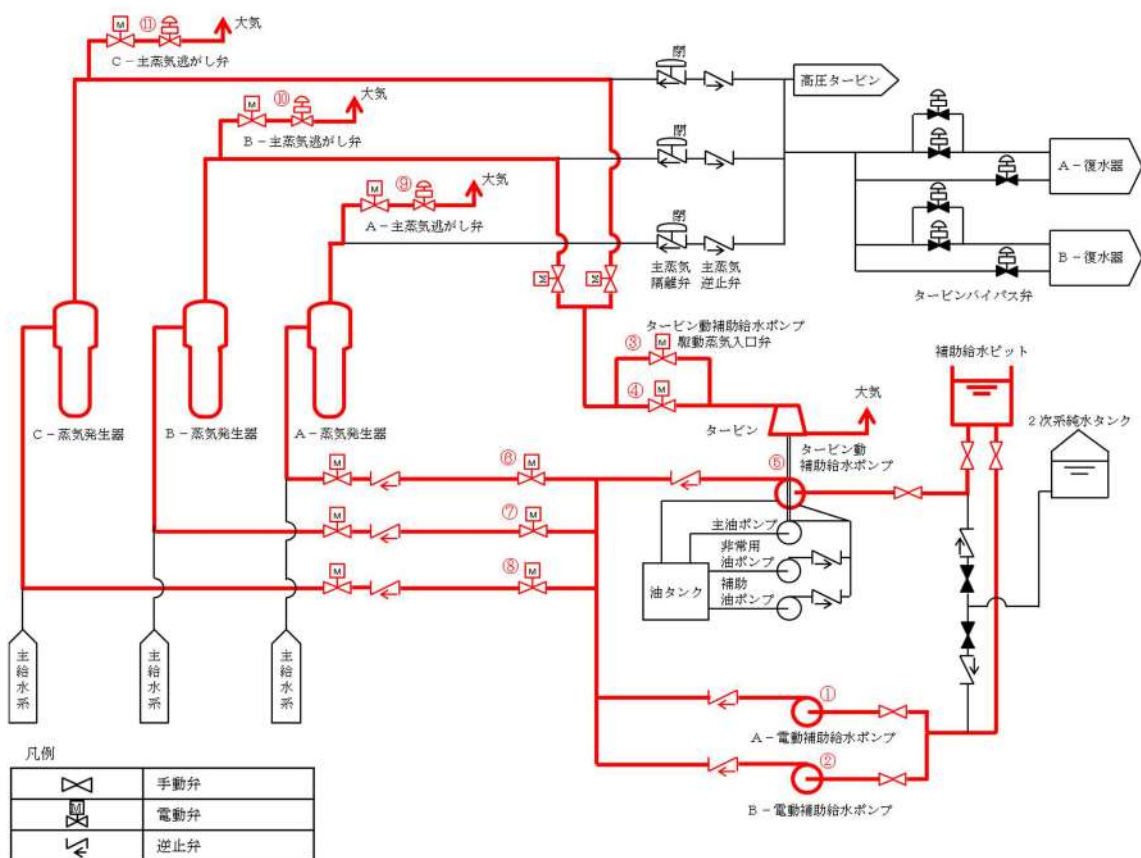 ⑪
大気
C-主蒸気逃がし弁
閉
高圧タービン
⑩
大気
B-主蒸気逃がし弁
閉
A-復水器
⑨
大気
A-主蒸気逃がし弁
閉
主蒸気
隔離弁
主蒸気
逆止弁
B-復水器
タービンバイパス弁
M
M
M
M
M
タービン動補助給水ポンプ
駆動蒸気入口弁
③
M
④
M
補助給水ピット
大気
2次系純水タンク
タービン
C-蒸気発生器
B-蒸気発生器
A-蒸気発生器
タービン動
補助給水ポンプ
⑤
M
⑥
M
M
⑦
M
M
⑧
M
主油ポンプ
非常用
油ポンプ
補助
油ポンプ
油タンク
主給水系
主給水系
主給水系
①
A-電動補助給水ポンプ
②
B-電動補助給水ポンプ
凡例
手動弁
M
電動弁
逆止弁